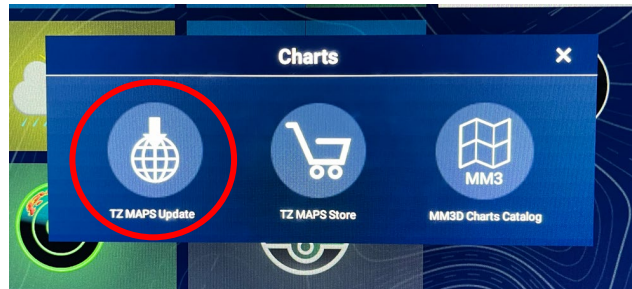 Charts
MM3
TZ MAPS Update
TZ MAPS Store
MM3D Charts Catalog